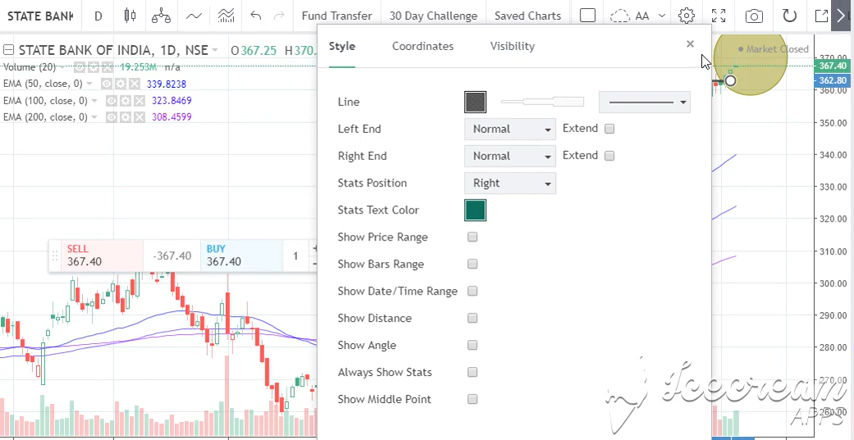 STATE BANK D AA
Fund Transfer 30 Day Challenge Saved Charts
STATE BANK OF INDIA, 1D, NSE O367.25 H370.
Volume (20) 19.253M n/a
EMA (50, close, 0) 339.8238
EMA (100, close, 0) 323.8469
EMA (200, close, 0) 308.4599
SELL
367.40
-367.40
BUY
367.40
1
Style Coordinates Visibility
Line
Left End Normal Extend
Right End Normal Extend
Stats Position Right
Stats Text Color
Show Price Range
Show Bars Range
Show Date/Time Range
Show Distance
Show Angle
Always Show Stats
Show Middle Point
Market Closed
370.00
367.40
362.80
360.00
340.00
330.00
320.00
310.00
300.00
290.00
280.00
270.00
260.00
Icecream
APPS